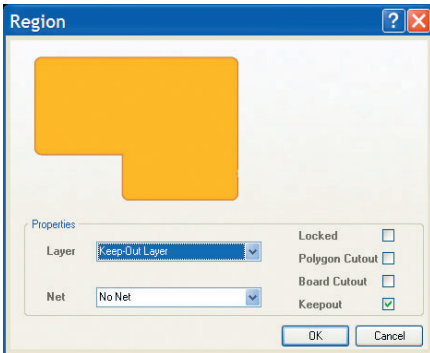 Region
Properties
Layer Keep-Out Layer
Net No Net
Locked
Polygon Cutout
Board Cutout
Keepout
OK Cancel